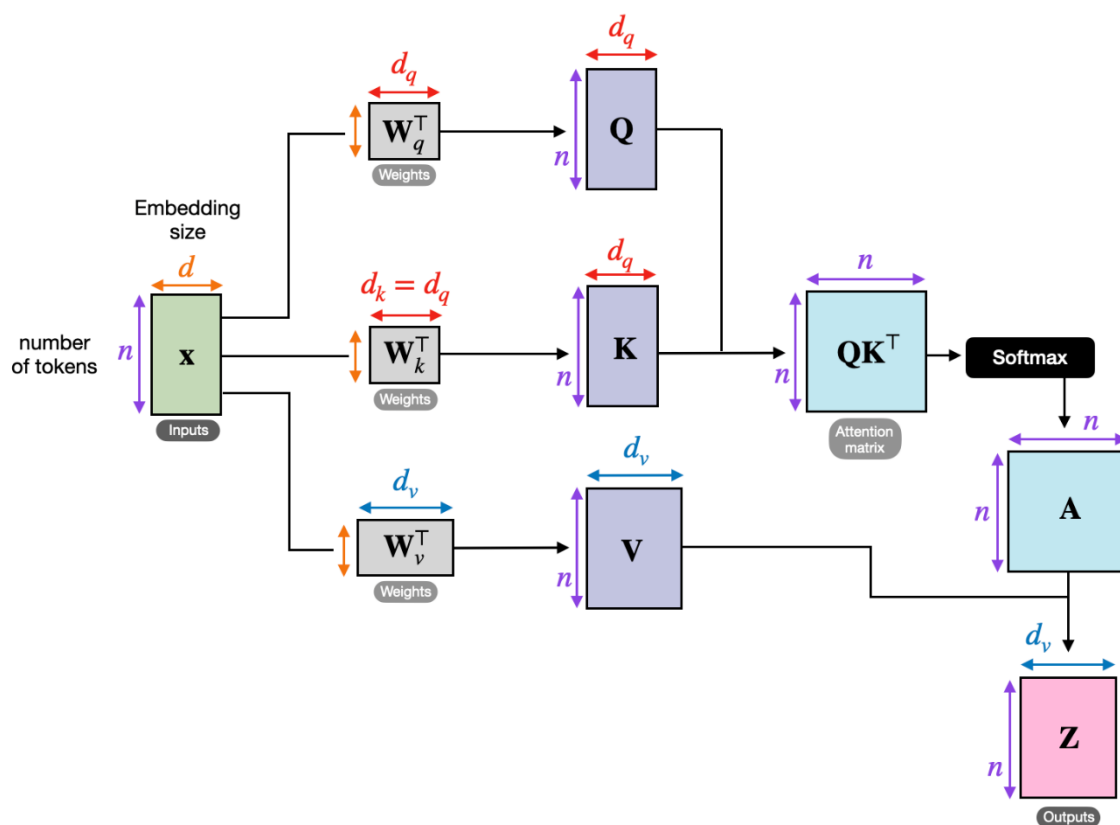 d_q
d_q
W_q^⊤
Q
n
Weights
Embedding
size
d
d_k = d_q
d_q
n
number
of tokens
n
x
W_k^⊤
K
n
QK^⊤
n
Softmax
Inputs
Weights
Attention
matrix
n
d_v
d_v
n
A
W_v^⊤
V
n
Weights
d_v
Z
n
Outputs